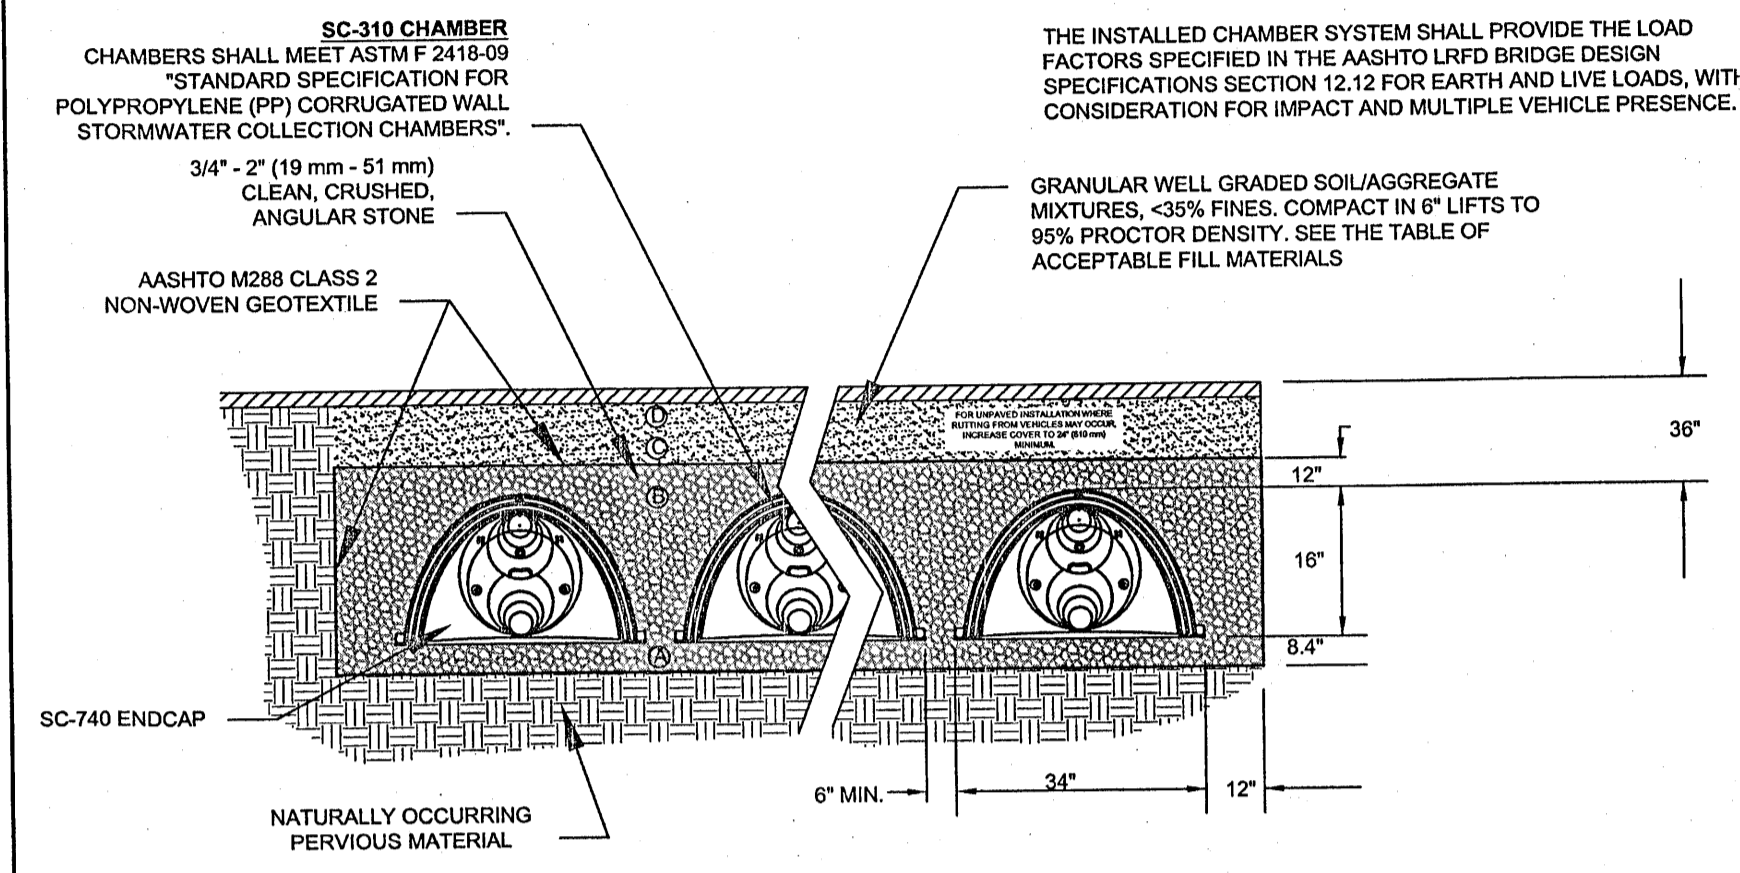 SC-310 CHAMBER
CHAMBERS SHALL MEET ASTM F 2418-09
"STANDARD SPECIFICATION FOR
POLYPROPYLENE (PP) CORRUGATED WALL
STORMWATER COLLECTION CHAMBERS".
3/4" - 2" (19 mm - 51 mm)
CLEAN, CRUSHED,
ANGULAR STONE
AASHTO M288 CLASS 2
NON-WOVEN GEOTEXTILE
THE INSTALLED CHAMBER SYSTEM SHALL PROVIDE THE LOAD
FACTORS SPECIFIED IN THE AASHTO LRFD BRIDGE DESIGN
SPECIFICATIONS SECTION 12.12 FOR EARTH AND LIVE LOADS, WITH
CONSIDERATION FOR IMPACT AND MULTIPLE VEHICLE PRESENCE.
GRANULAR WELL GRADED SOIL/AGGREGATE
MIXTURES, <35% FINES. COMPACT IN 6" LIFTS TO
95% PROCTOR DENSITY. SEE THE TABLE OF
ACCEPTABLE FILL MATERIALS
D
C
B
A
FOR UNPAVED INSTALLATION WHERE
RUTTING FROM VEHICLES MAY OCCUR,
INCREASE COVER TO 24" (610 mm)
MINIMUM.
36"
12"
16"
8.4"
SC-740 ENDCAP
6" MIN.
34"
12"
NATURALLY OCCURRING
PERVIOUS MATERIAL